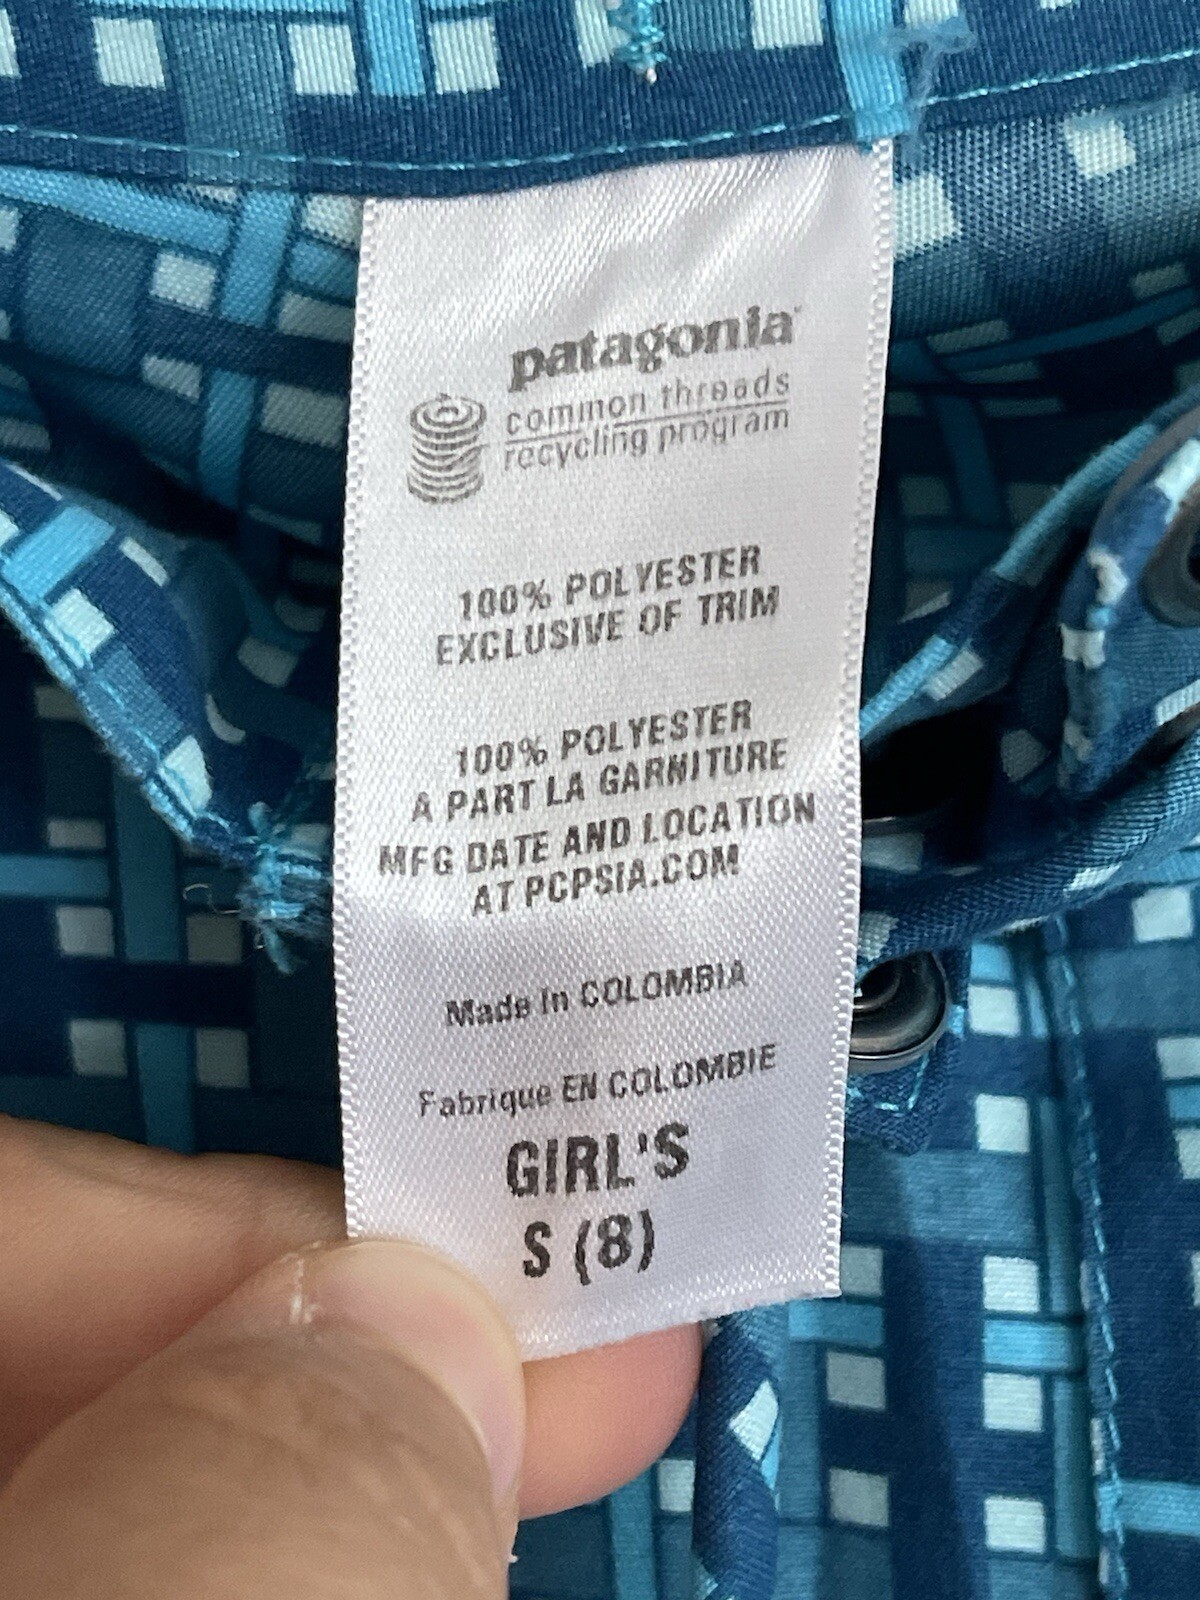 patagonia
common threads
recycling program
100% POLYESTER
EXCLUSIVE OF TRIM
100% POLYESTER
A PART LA GARNITURE
MFG DATE AND LOCATION
AT PCPSIA.COM
Made in COLOMBIA
Fabrique EN COLOMBIE
GIRL'S
S (8)